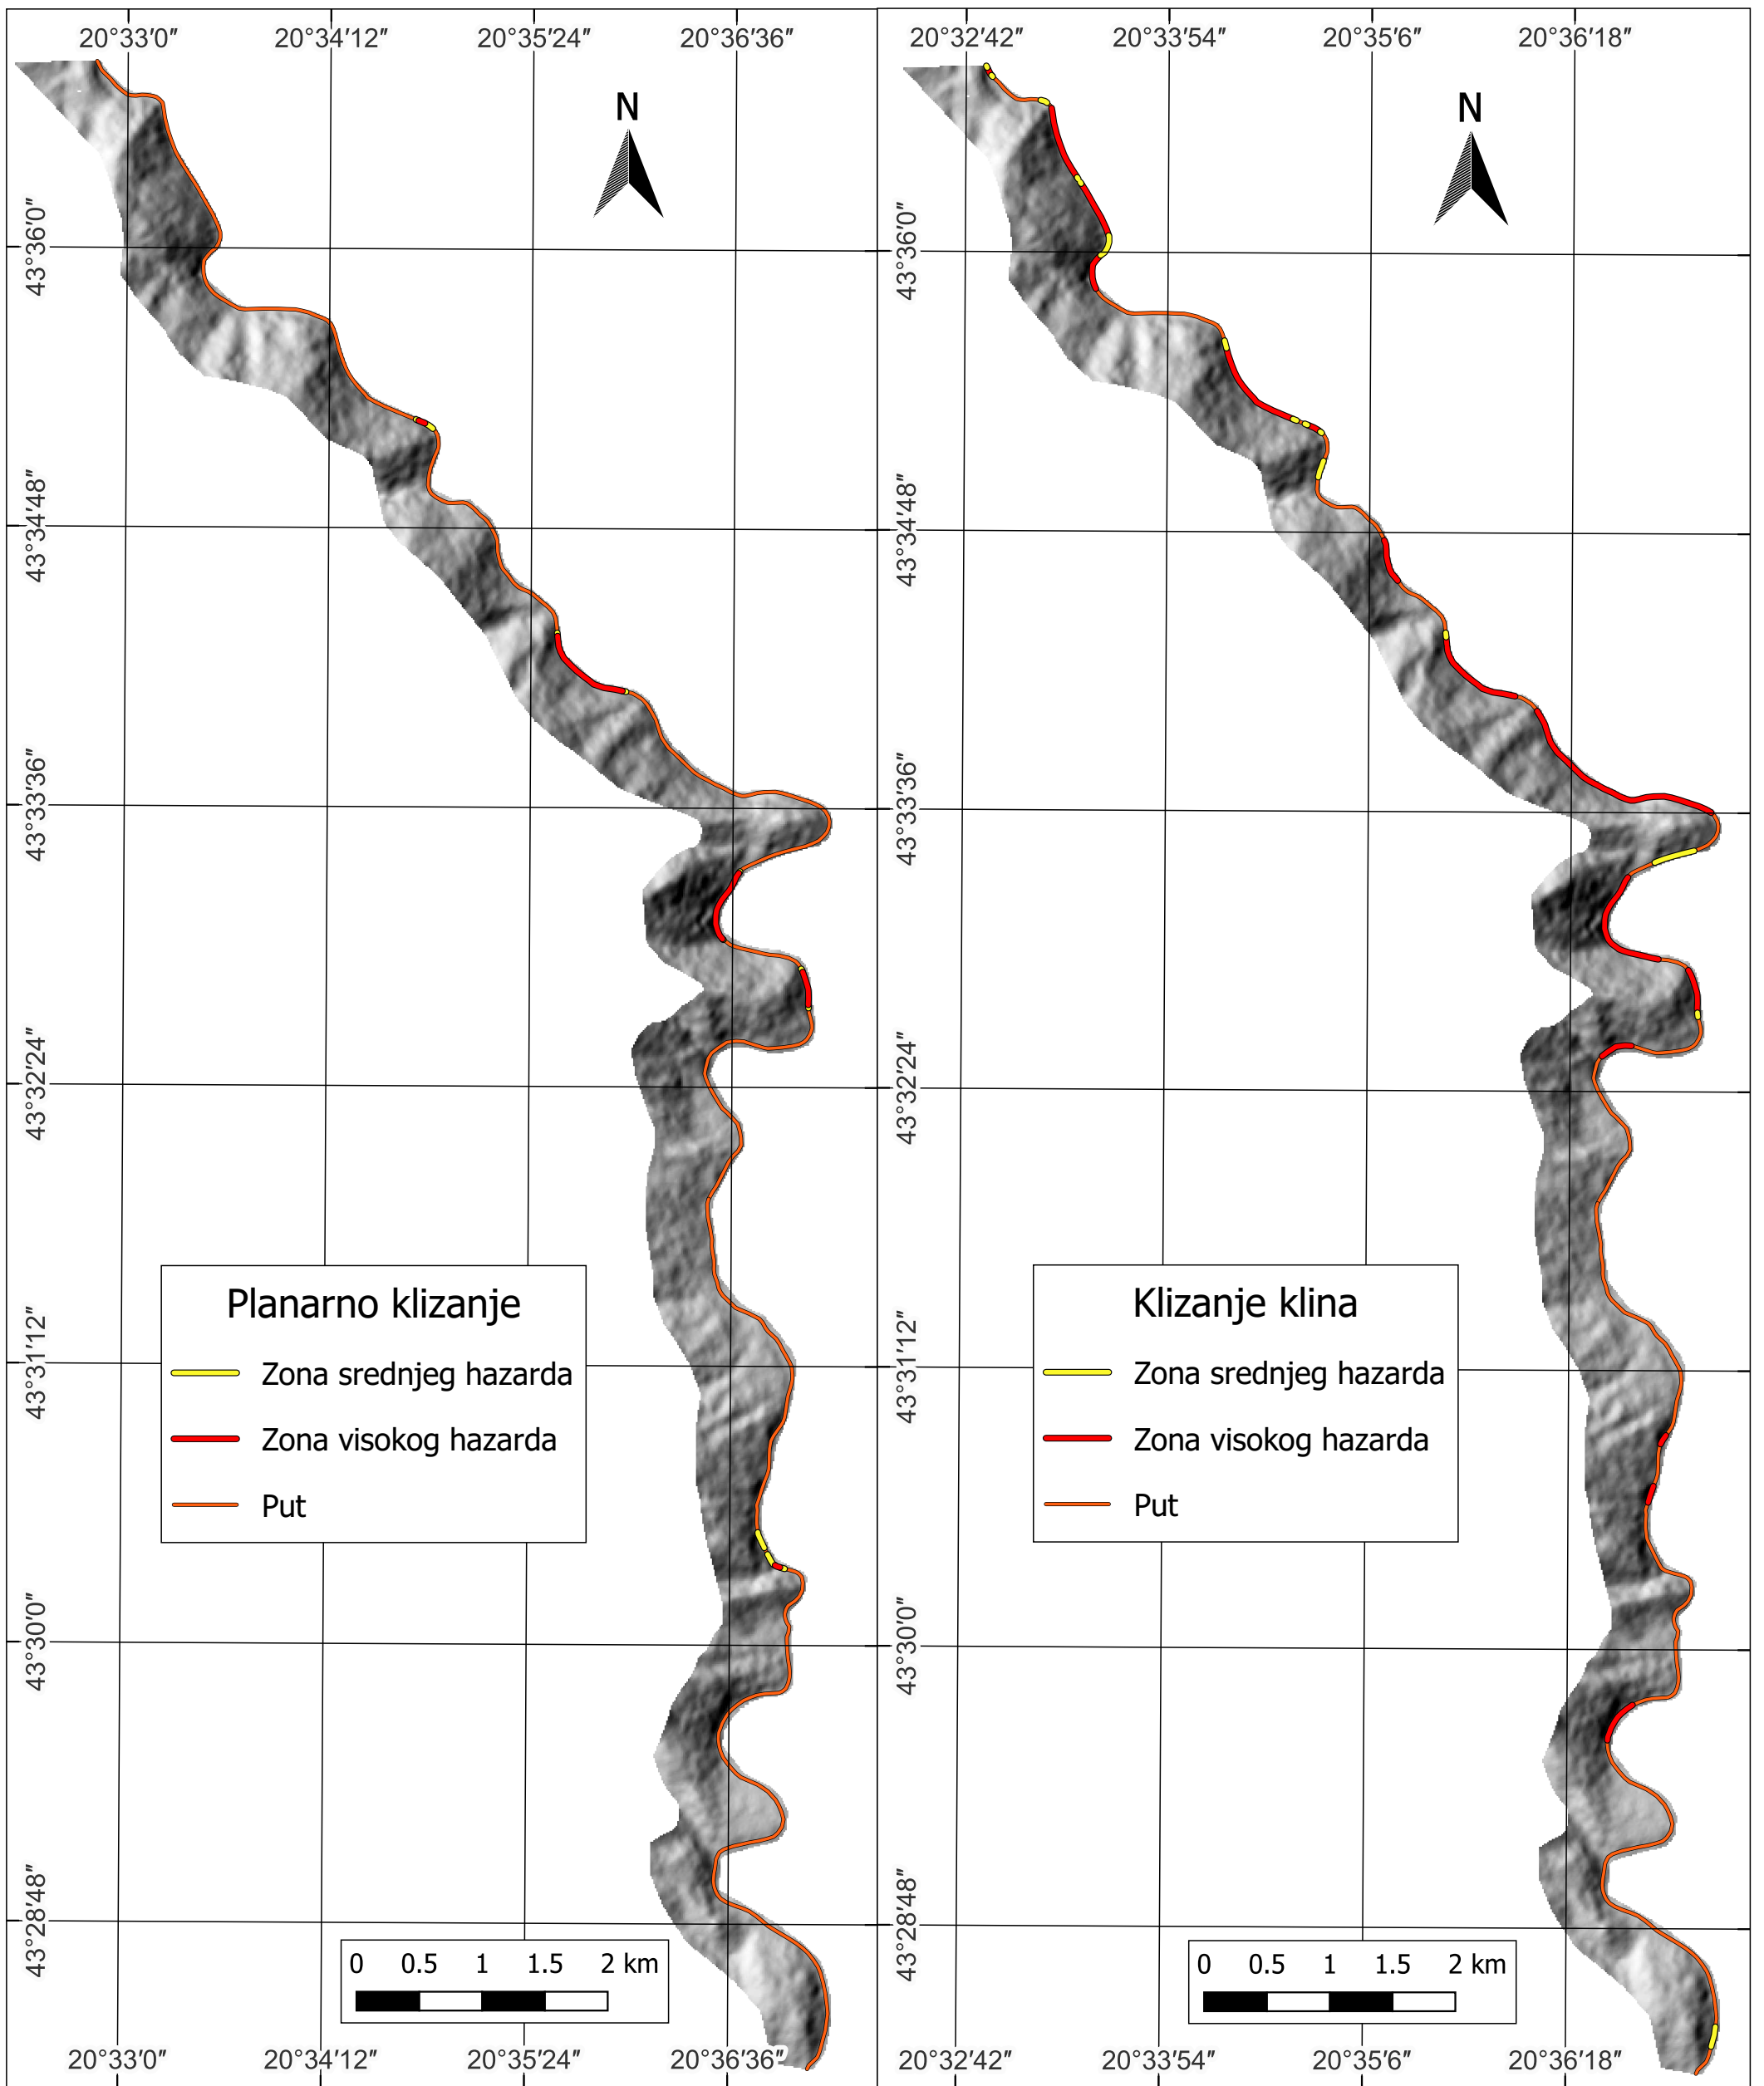 20°33′0″ 20°34′12″ 20°35′24″ 20°36′36″
N
43°36′0″
43°34′48″
43°33′36″
43°32′24″
43°31′12″
43°30′0″
43°28′48″
Planarno klizanje
Zona srednjeg hazarda
Zona visokog hazarda
Put
0 0.5 1 1.5 2 km
20°33′0″ 20°34′12″ 20°35′24″ 20°36′36″
20°32′42″ 20°33′54″ 20°35′6″ 20°36′18″
N
43°36′0″
43°34′48″
43°33′36″
43°32′24″
43°31′12″
43°30′0″
43°28′48″
Klizanje klina
Zona srednjeg hazarda
Zona visokog hazarda
Put
0 0.5 1 1.5 2 km
20°32′42″ 20°33′54″ 20°35′6″ 20°36′18″